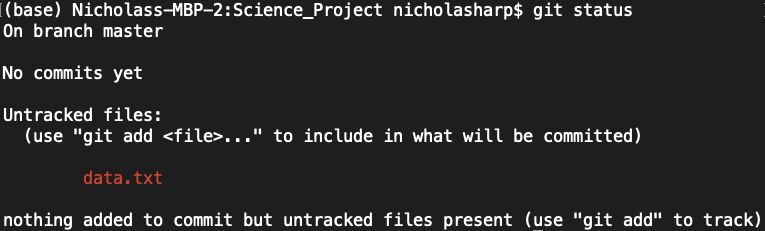 (base) Nicholass-MBP-2:Science_Project nicholasharp$ git status
On branch master
No commits yet
Untracked files:
(use "git add <file>..." to include in what will be committed)
data.txt
nothing added to commit but untracked files present (use "git add" to track)